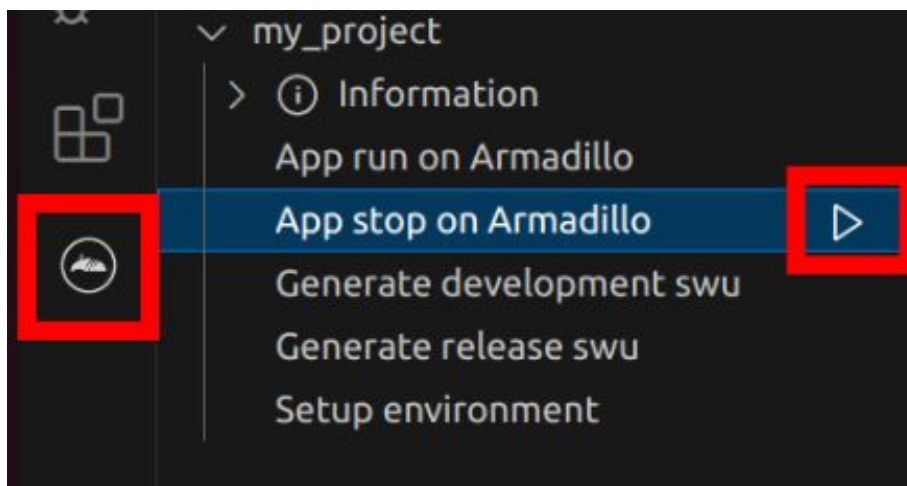 my_project
Information
App run on Armadillo
App stop on Armadillo
Generate development swu
Generate release swu
Setup environment